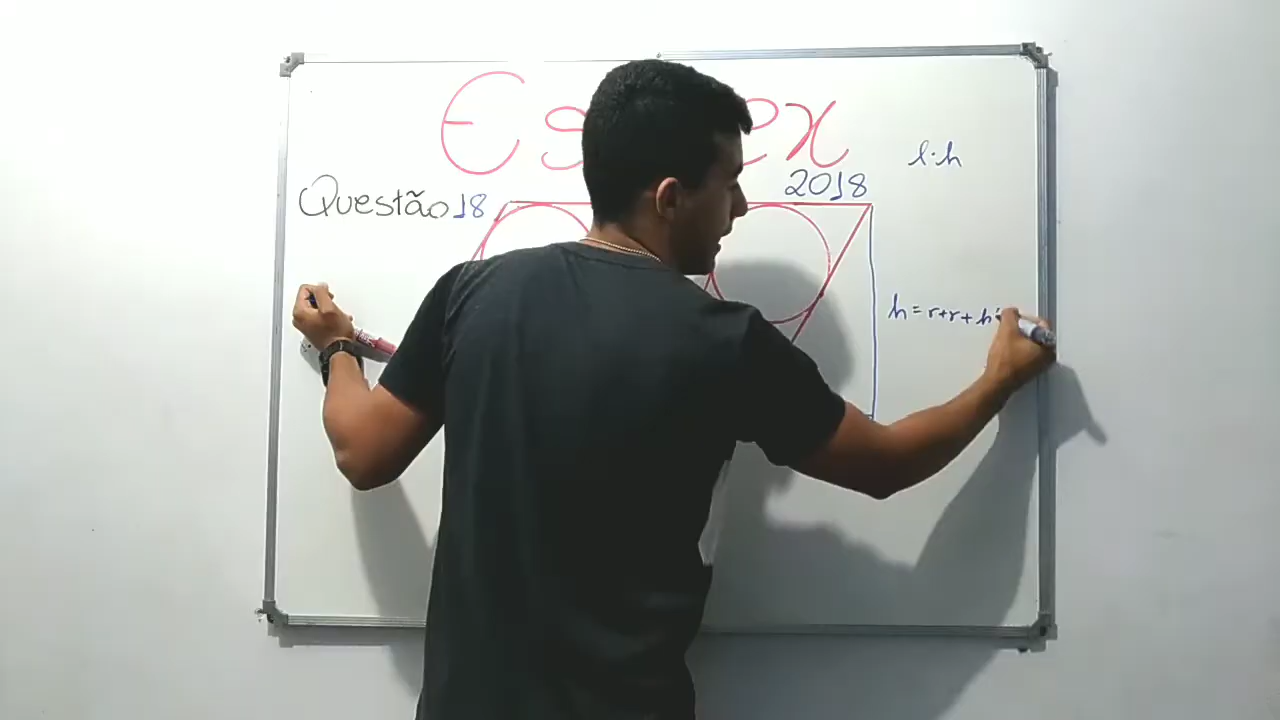 2018
l·h
Questão 18
h = r+r+h'